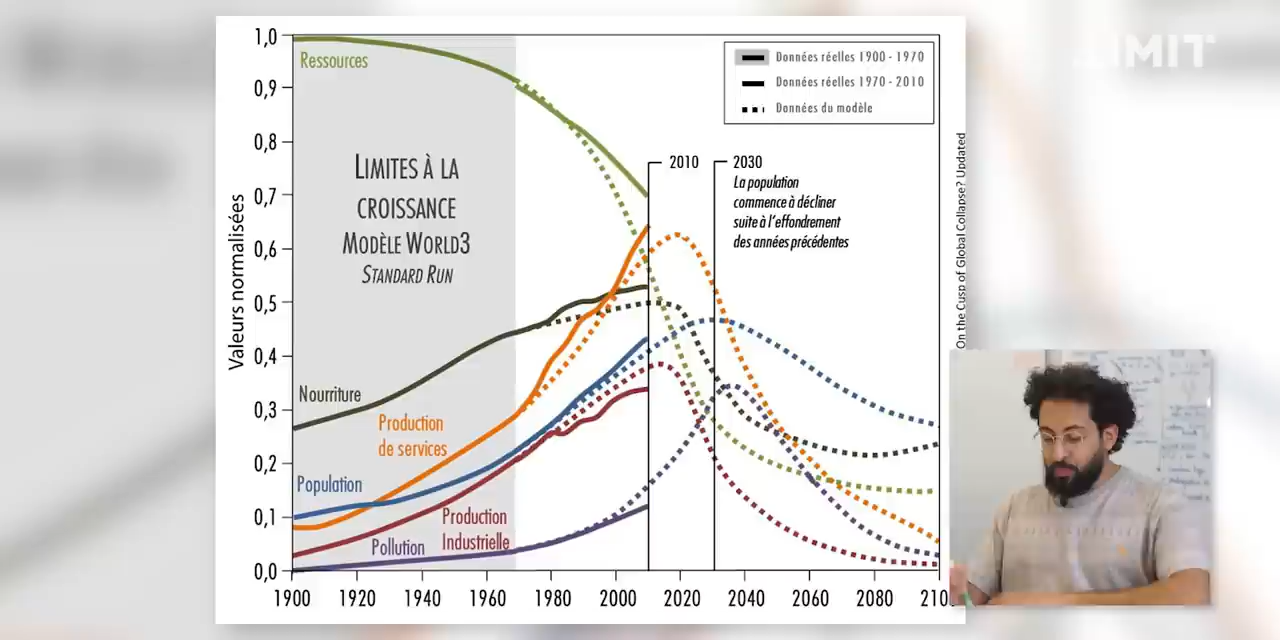 LIMIT
1,0
0,9
0,8
0,7
0,6
0,5
0,4
0,3
0,2
0,1
0,0
Valeurs normalisées
Ressources
LIMITES À LA
CROISSANCE
MODÈLE WORLD3
STANDARD RUN
Nourriture
Production
de services
Population
Production
Industrielle
Pollution
Données réelles 1900 - 1970
Données réelles 1970 - 2010
Données du modèle
2010
2030
La population
commence à décliner
suite à l'effondrement
des années précédentes
On the Cusp of Global Collapse? Updated
1900
1920
1940
1960
1980
2000
2020
2040
2060
2080
210